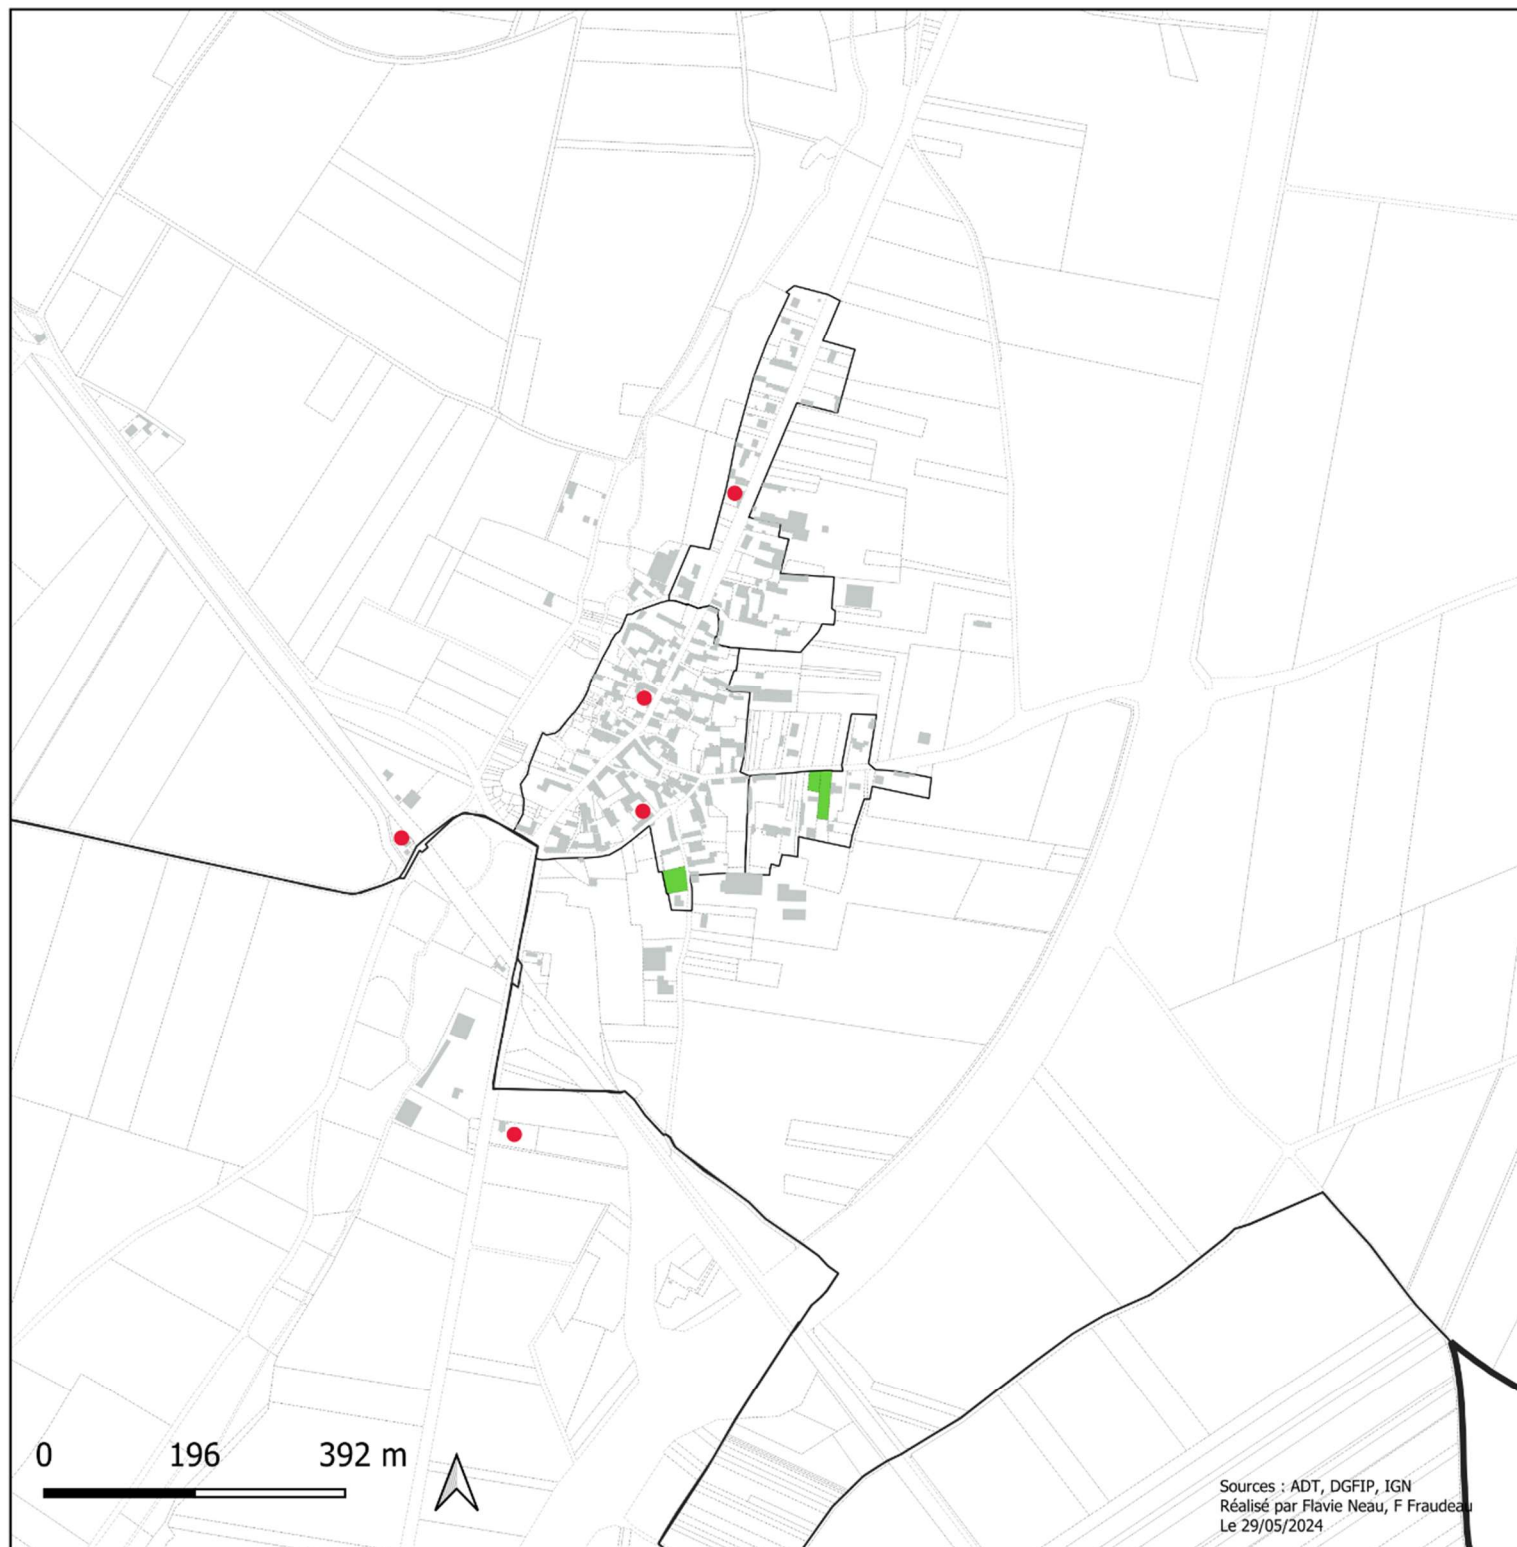 0 196 392 m
Sources : ADT, DGFIP, IGN
Réalisé par Flavie Neau, F Fraudeau
Le 29/05/2024